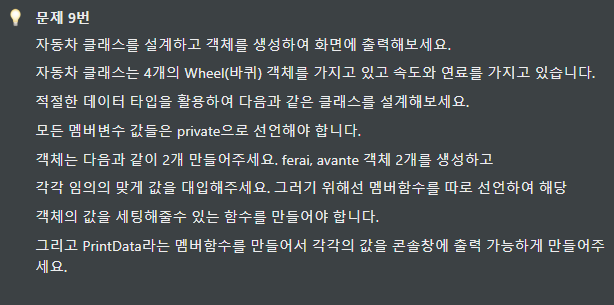 문제 9번
자동차 클래스를 설계하고 객체를 생성하여 화면에 출력해보세요.
자동차 클래스는 4개의 Wheel(바퀴) 객체를 가지고 있고 속도와 연료를 가지고 있습니다.
적절한 데이터 타입을 활용하여 다음과 같은 클래스를 설계해보세요.
모든 멤버변수 값들은 private으로 선언해야 합니다.
객체는 다음과 같이 2개 만들어주세요. ferai, avante 객체 2개를 생성하고
각각 임의의 맞게 값을 대입해주세요. 그러기 위해선 멤버함수를 따로 선언하여 해당
객체의 값을 세팅해줄수 있는 함수를 만들어야 합니다.
그리고 PrintData라는 멤버함수를 만들어서 각각의 값을 콘솔창에 출력 가능하게 만들어주
세요.